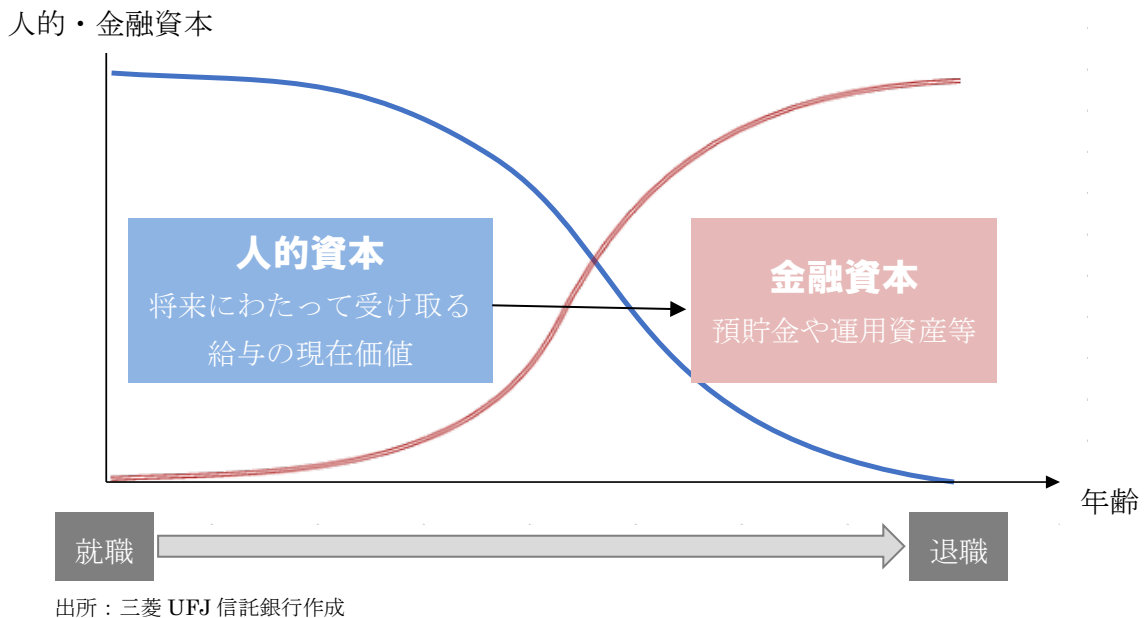 人的・金融資本
人的資本
将来にわたって受け取る
給与の現在価値
金融資本
預貯金や運用資産等
年齢
就職
退職
出所：三菱 UFJ 信託銀行作成